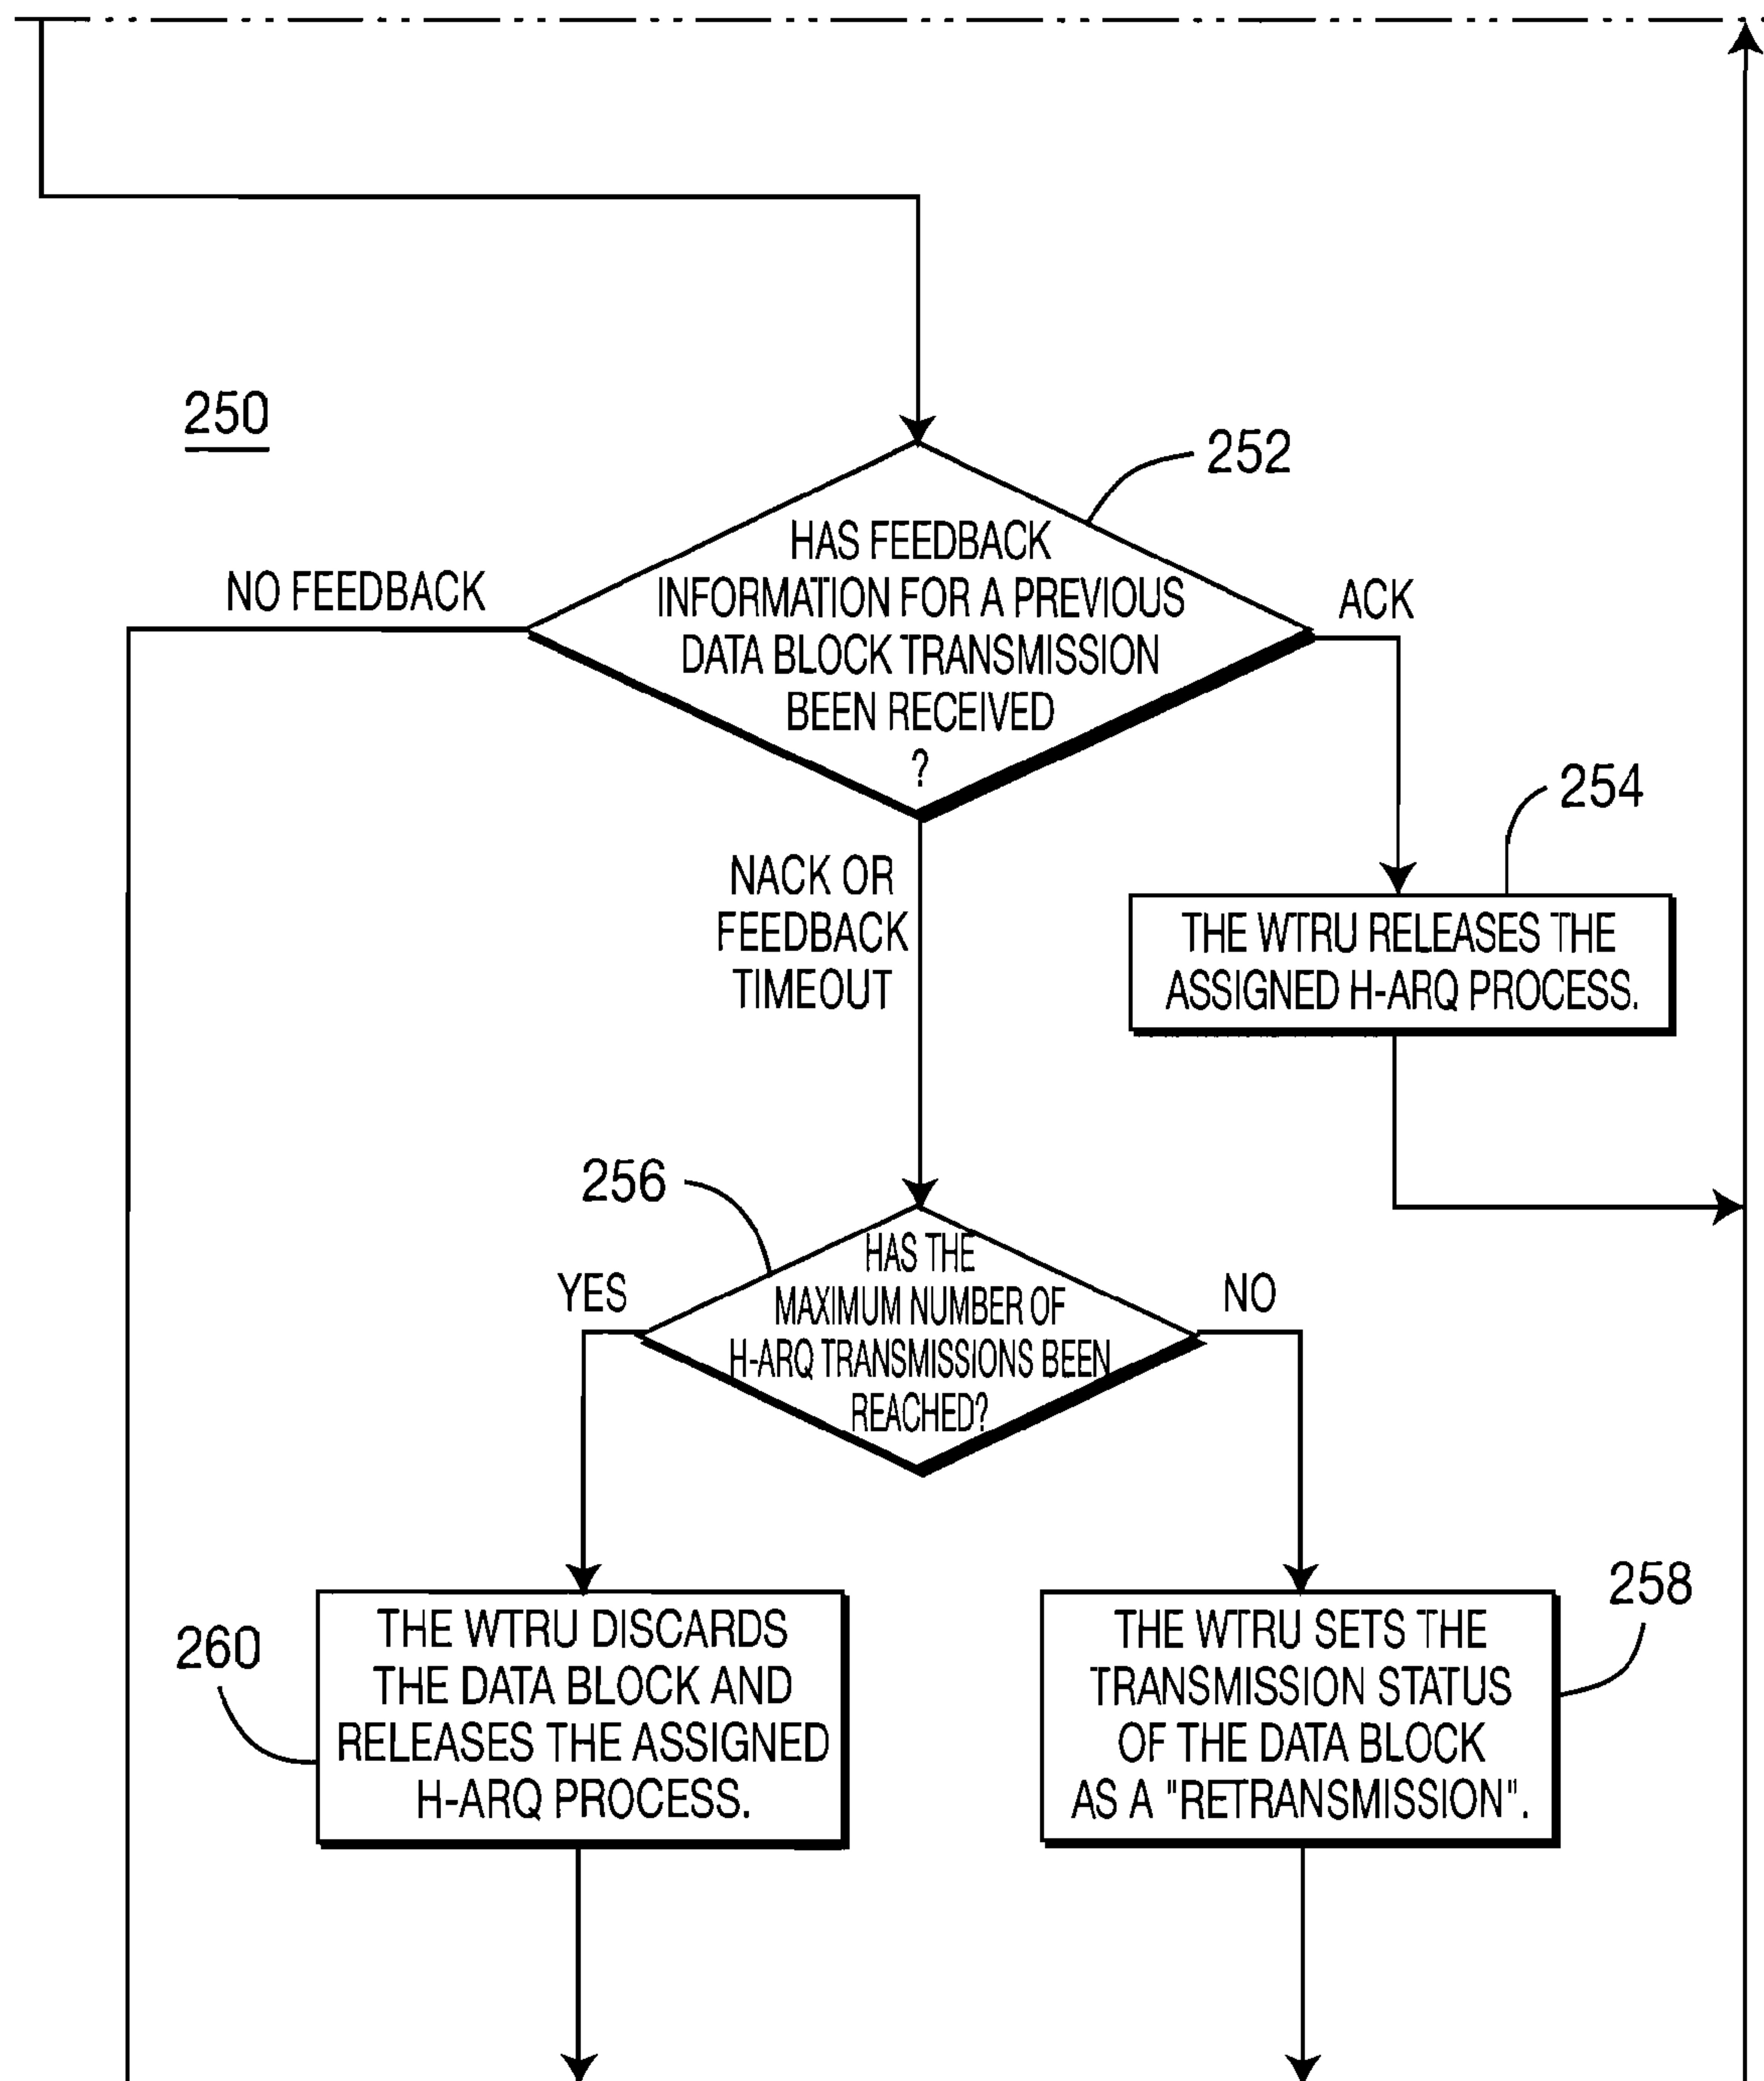 250
252
HAS FEEDBACK
INFORMATION FOR A PREVIOUS
DATA BLOCK TRANSMISSION
BEEN RECEIVED
?
NO FEEDBACK
ACK
254
NACK OR
FEEDBACK
TIMEOUT
THE WTRU RELEASES THE
ASSIGNED H-ARQ PROCESS.
256
HAS THE
MAXIMUM NUMBER OF
H-ARQ TRANSMISSIONS BEEN
REACHED?
YES
NO
260
THE WTRU DISCARDS
THE DATA BLOCK AND
RELEASES THE ASSIGNED
H-ARQ PROCESS.
258
THE WTRU SETS THE
TRANSMISSION STATUS
OF THE DATA BLOCK
AS A "RETRANSMISSION".